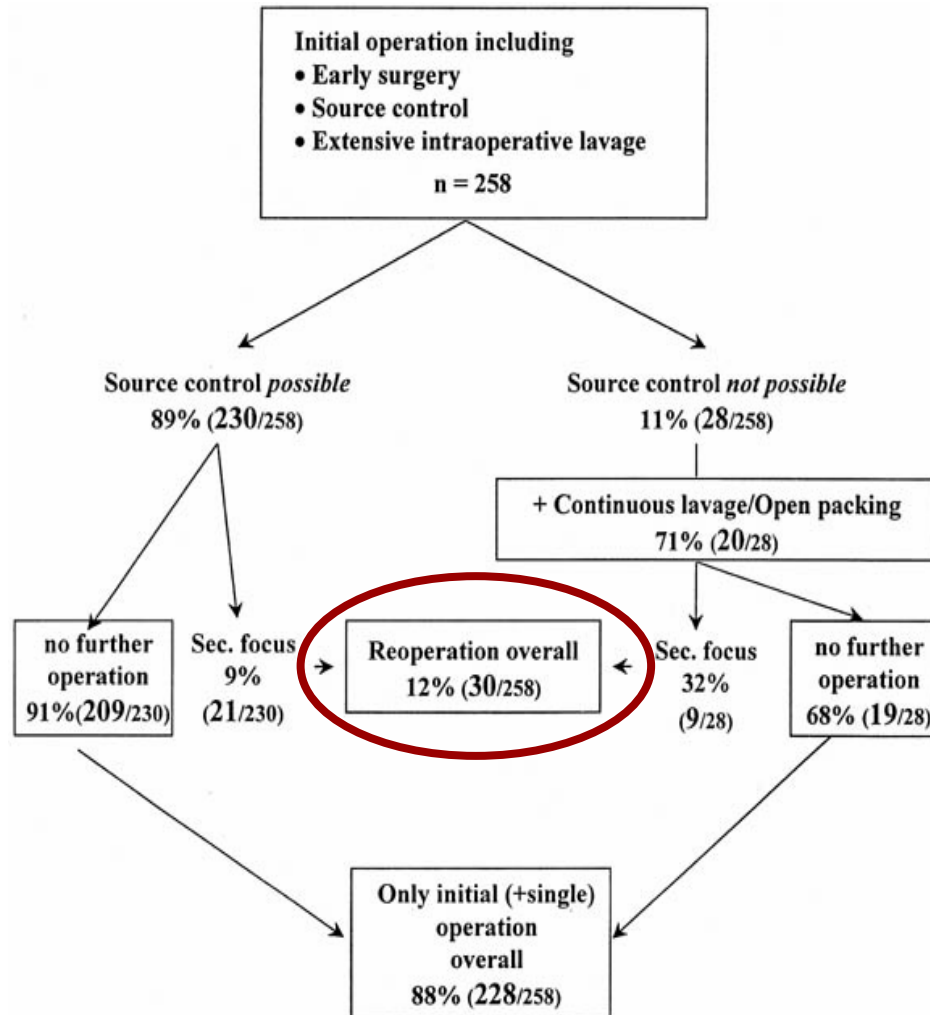 Initial operation including
• Early surgery
• Source control
• Extensive intraoperative lavage
n = 258
Source control possible
89% (230/258)
Source control not possible
11% (28/258)
+ Continuous lavage/Open packing
71% (20/28)
no further
operation
91%(209/230)
Sec. focus
9%
(21/230)
Reoperation overall
12% (30/258)
Sec. focus
32%
(9/28)
no further
operation
68% (19/28)
Only initial (+single)
operation
overall
88% (228/258)